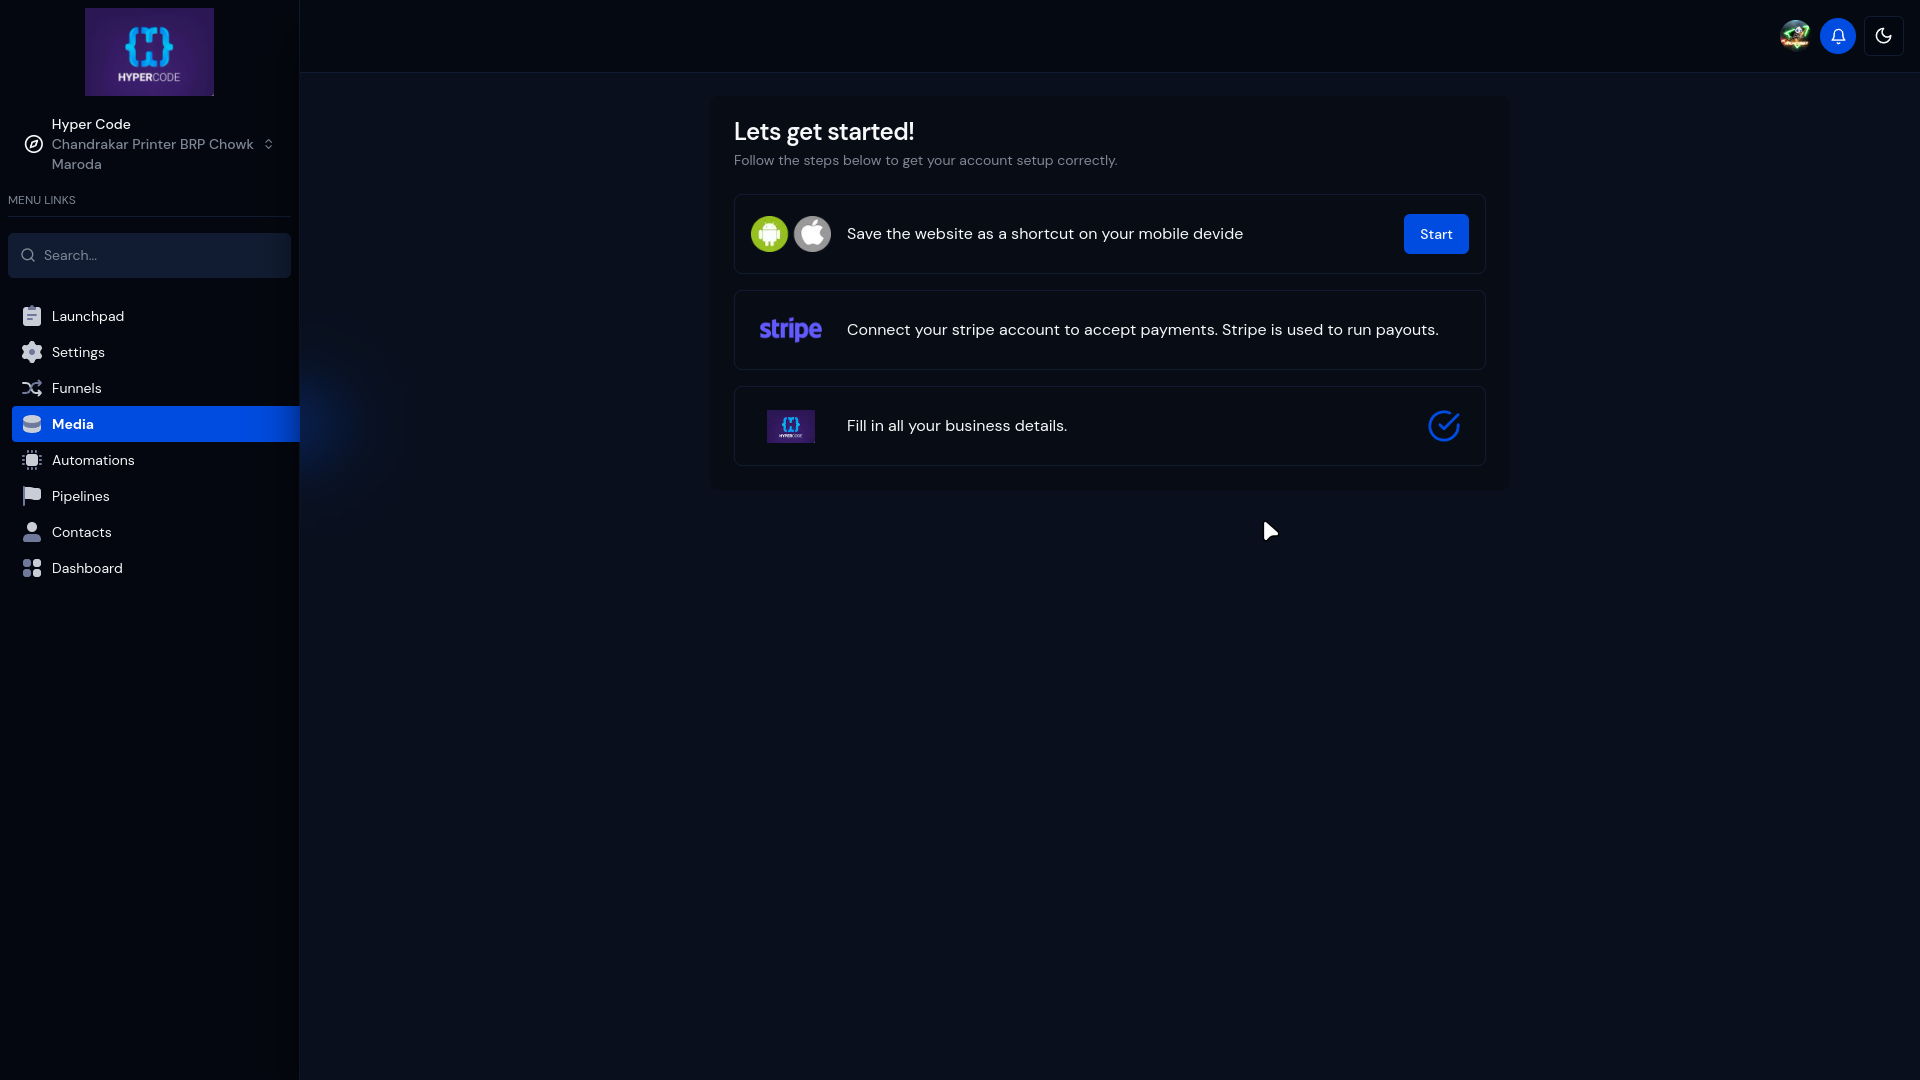 HYPERCODE
Hyper Code
Chandrakar Printer BRP Chowk
Maroda
MENU LINKS
Search...
Launchpad
Settings
Funnels
Media
Automations
Pipelines
Contacts
Dashboard
Lets get started!
Follow the steps below to get your account setup correctly.
Save the website as a shortcut on your mobile devide
Start
stripe
Connect your stripe account to accept payments. Stripe is used to run payouts.
HYPERCODE
Fill in all your business details.